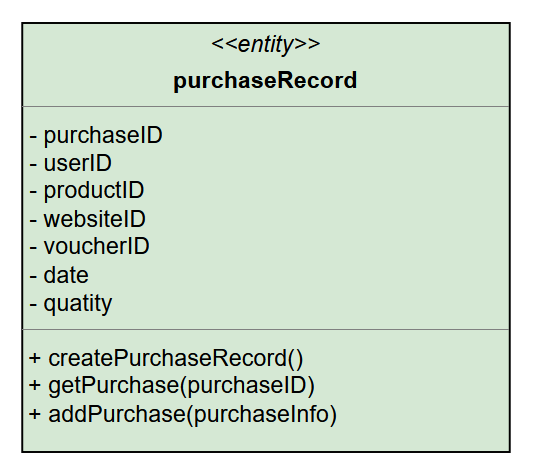 <<entity>>
purchaseRecord
- purchaseID
- userID
- productID
- websiteID
- voucherID
- date
- quatity
+ createPurchaseRecord()
+ getPurchase(purchaseID)
+ addPurchase(purchaseInfo)